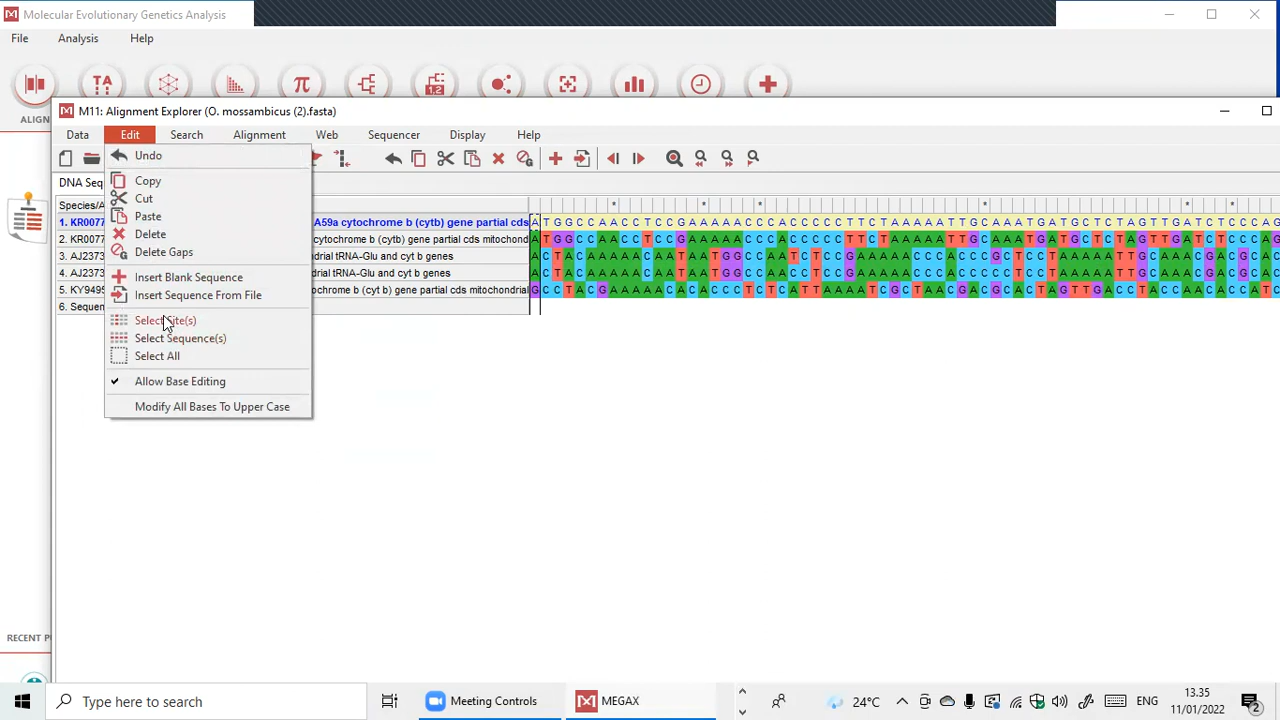 Molecular Evolutionary Genetics Analysis
File Analysis Help
TA π 1.2
ALIGN
M11: Alignment Explorer (O. mossambicus (2).fasta)
Data Edit Search Alignment Web Sequencer Display Help
Undo
Copy
Cut
Paste
Delete
Delete Gaps
Insert Blank Sequence
Insert Sequence From File
Select Site(s)
Select Sequence(s)
Select All
Allow Base Editing
Modify All Bases To Upper Case
DNA Seq
Species/A
1. KR0077 A59a cytochrome b (cytb) gene partial cds
2. KR0077 cytochrome b (cytb) gene partial cds mitochond
3. AJ2373 drial tRNA-Glu and cyt b genes
4. AJ2373 drial tRNA-Glu and cyt b genes
5. KY9495 ochrome b (cyt b) gene partial cds mitochondrial
6. Sequen
RECENT P
Type here to search
Meeting Controls
MEGAX
24°C
ENG
13.35
11/01/2022
2